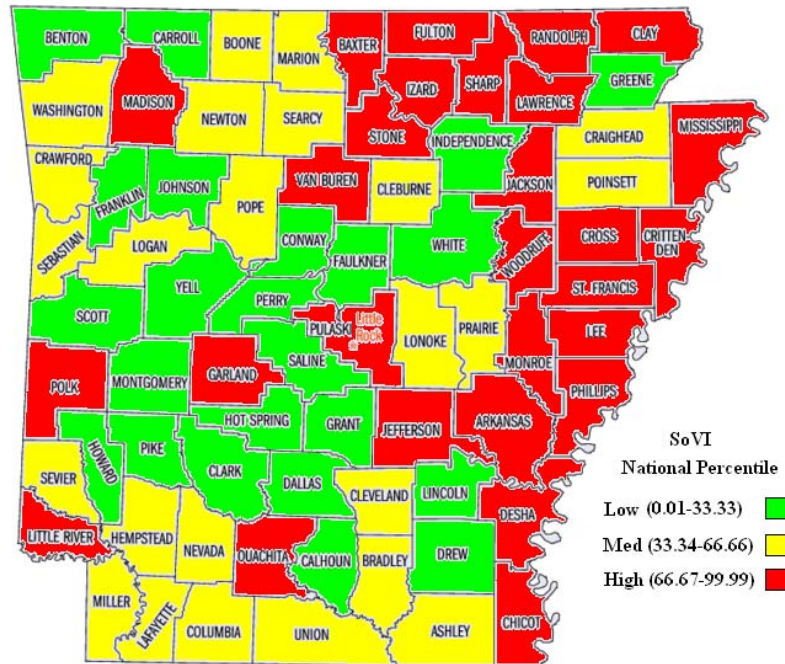 BENTON
CARROLL
BOONE
MARION
BAXTER
FULTON
RANDOLPH
CLAY
GREENE
WASHINGTON
MADISON
NEWTON
SEARCY
STONE
IZARD
SHARP
LAWRENCE
CRAIGHEAD
MISSISSIPPI
CRAWFORD
FRANKLIN
JOHNSON
POPE
VAN BUREN
CLEBURNE
INDEPENDENCE
JACKSON
POINSETT
SEBASTIAN
LOGAN
CONWAY
FAULKNER
WHITE
WOODRUFF
CROSS
CRITTEN
DEN
SCOTT
YELL
PERRY
PULASKI
Little
Rock
LONOKE
PRAIRIE
MONROE
ST. FRANCIS
LEE
POLK
MONTGOMERY
GARLAND
SALINE
PHILLIPS
HOT SPRING
GRANT
JEFFERSON
ARKANSAS
HOWARD
PIKE
CLARK
DALLAS
CLEVELAND
LINCOLN
DESHA
SEVIER
LITTLE RIVER
HEMPSTEAD
NEVADA
OUACHITA
CALHOUN
BRADLEY
DREW
MILLER
LAFAYETTE
COLUMBIA
UNION
ASHLEY
CHICOT
SoVI
National Percentile
Low (0.01-33.33)
Med (33.34-66.66)
High (66.67-99.99)